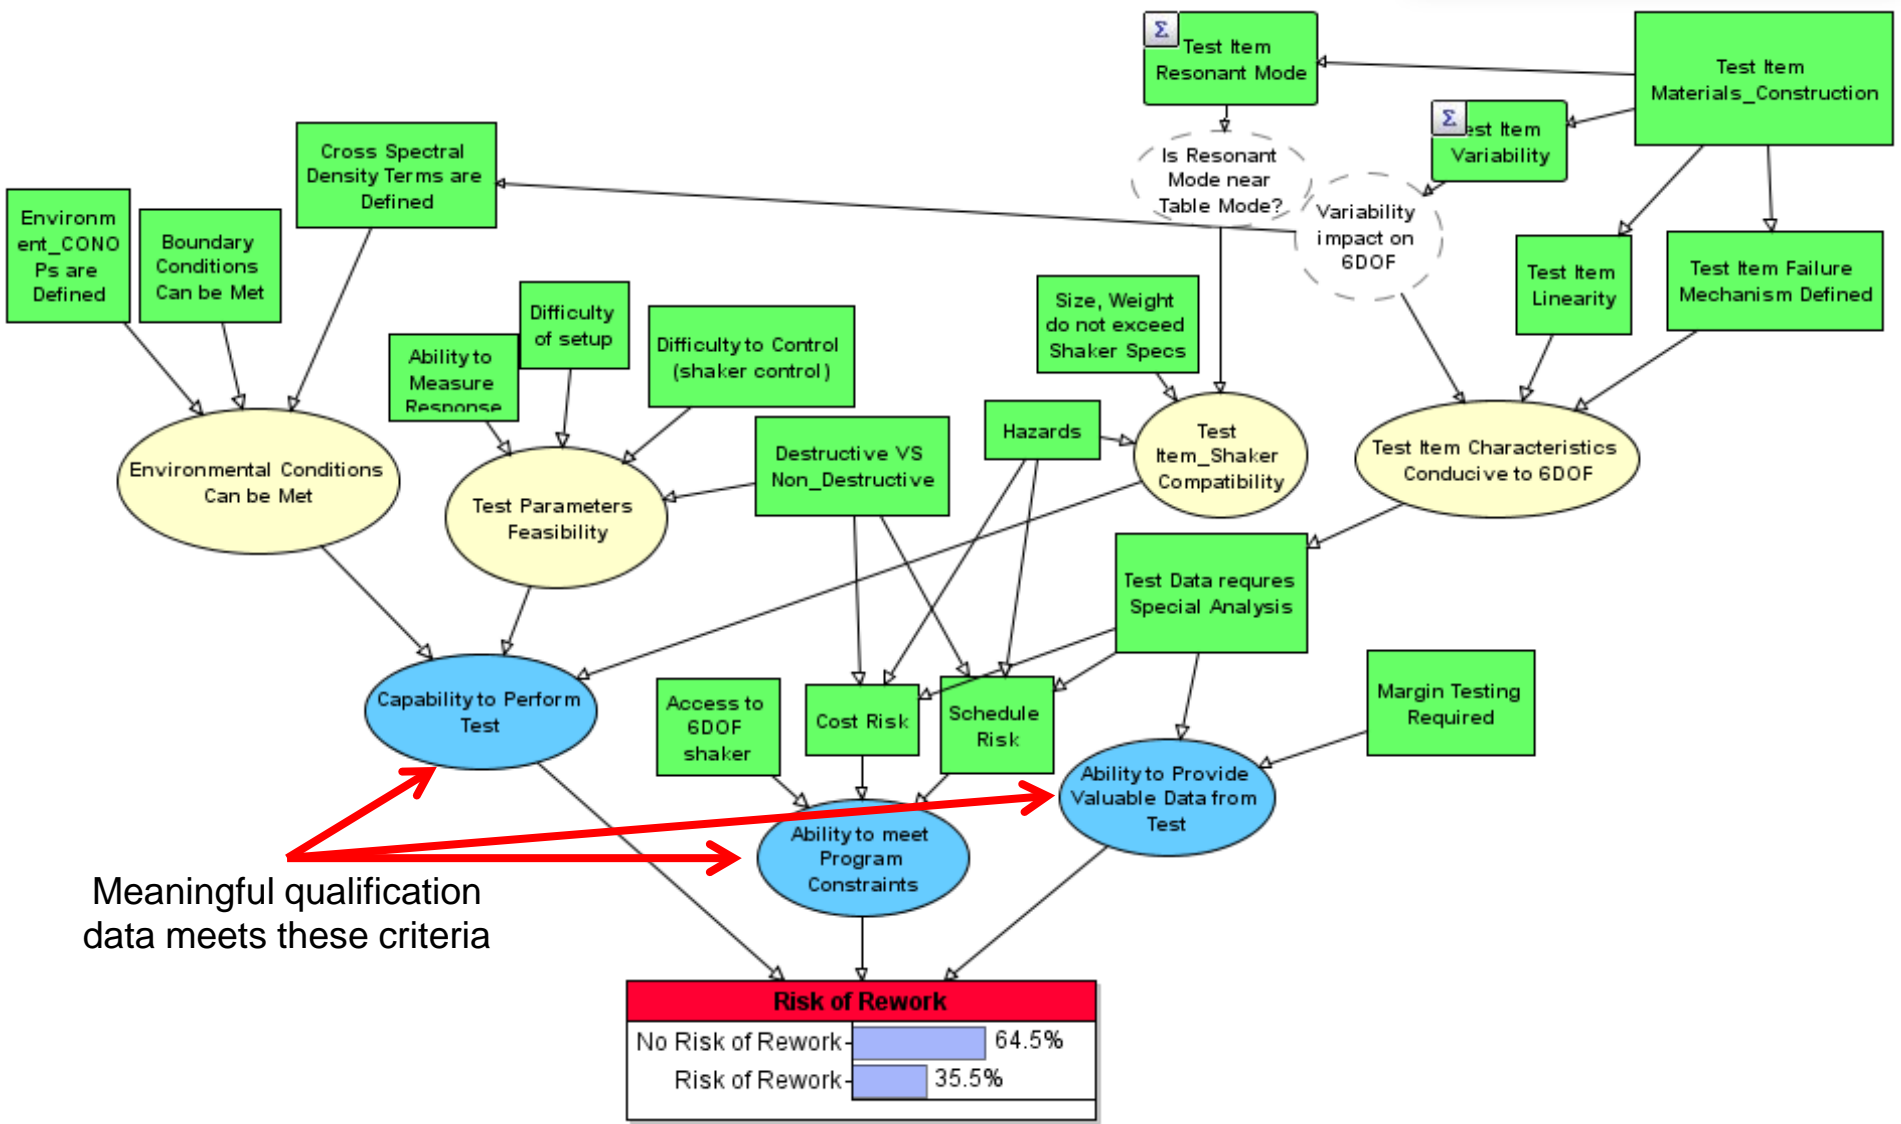 Σ
Test Item
Resonant Mode
Test Item
Materials_Construction
Σ
est Item
Variability
Cross Spectral
Density Terms are
Defined
Is Resonant
Mode near
Table Mode?
Environm
ent_CONO
Ps are
Defined
Boundary
Conditions
Can be Met
Variability
impact on
6DOF
Test Item
Linearity
Test Item Failure
Mechanism Defined
Difficulty
of setup
Size, Weight
do not exceed
Shaker Specs
Ability to
Measure
Response
Difficulty to Control
(shaker control)
Environmental Conditions
Can be Met
Test Parameters
Feasibility
Destructive VS
Non_Destructive
Hazards
Test
Item_Shaker
Compatibility
Test Item Characteristics
Conducive to 6DOF
Test Data requres
Special Analysis
Capability to Perform
Test
Access to
6DOF
shaker
Cost Risk
Schedule
Risk
Margin Testing
Required
Ability to meet
Program
Constraints
Ability to Provide
Valuable Data from
Test
Meaningful qualification
data meets these criteria
Risk of Rework
No Risk of Rework 64.5%
Risk of Rework 35.5%